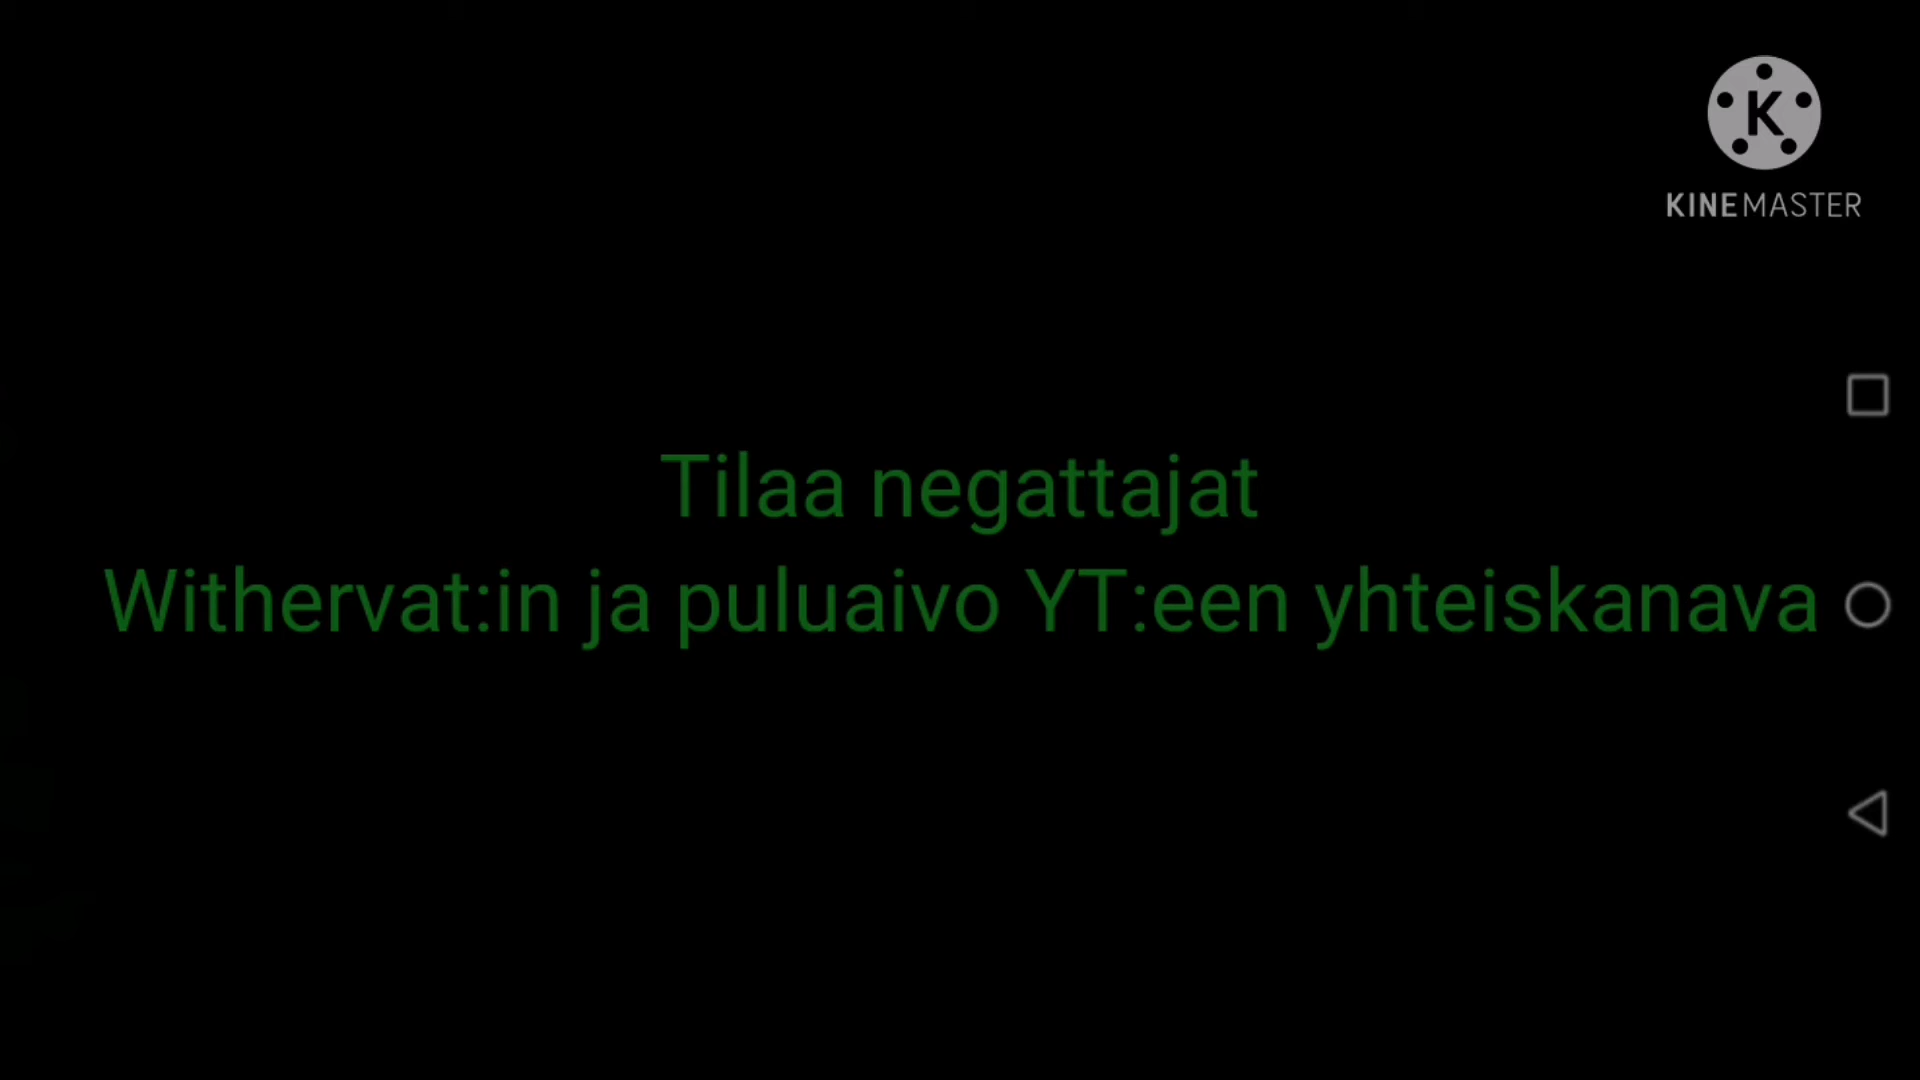 K
KINEMASTER
Tilaa negattajat
Withervat:in ja puluaivo YT:een yhteiskanava